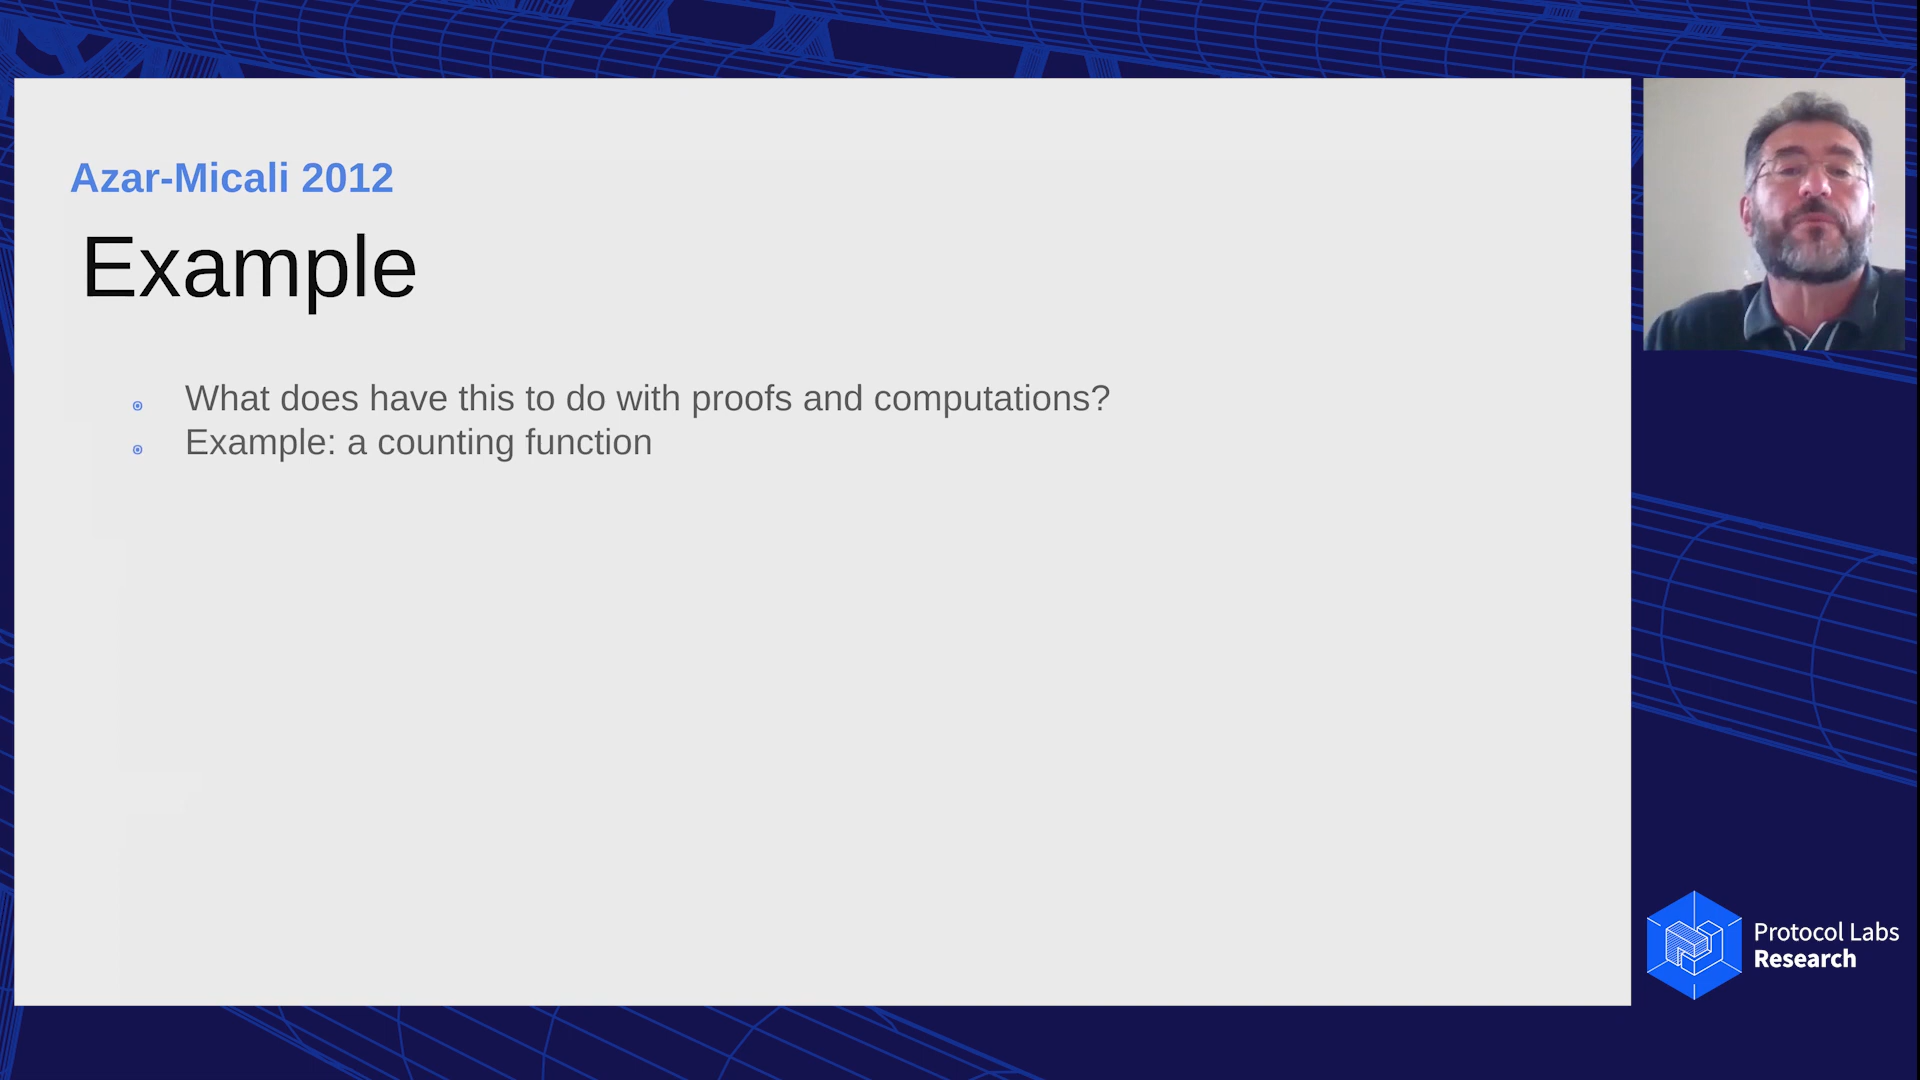 Azar-Micali 2012
Example
What does have this to do with proofs and computations?
Example: a counting function
Protocol Labs
Research